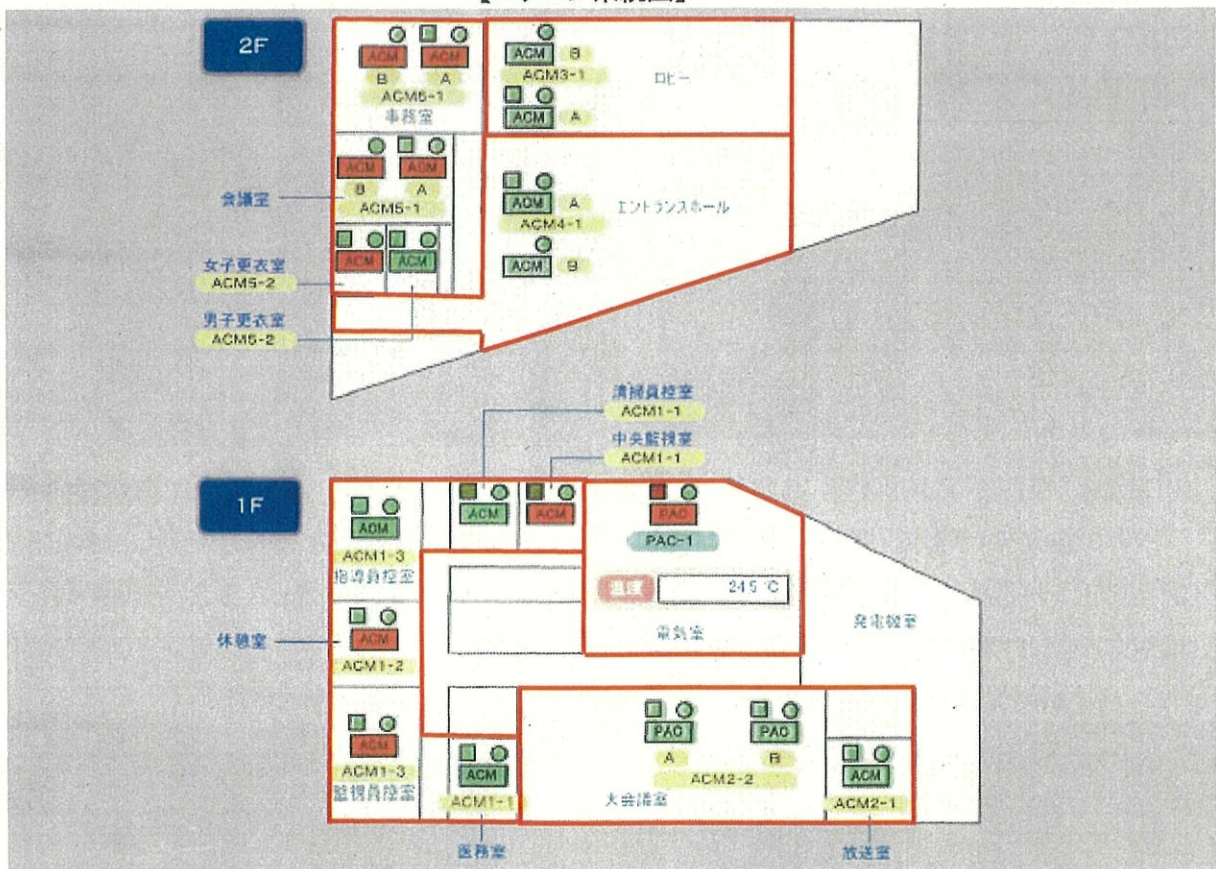 2F
ACM ACM
B A
ACM5-1
事務室
ACM B
ACM3-1
ACM A
ロビー
ACM ACM
B A
ACM5-1
会議室
ACM ACM
女子更衣室
ACM5-2
男子更衣室
ACM5-2
ACM A
ACM4-1
ACM B
エントランスホール
清掃員控室
ACM1-1
中央監視室
ACM1-1
1F
ACM
ACM1-3
指導員控室
ACM
ACM
PAC
PAC-1
温度 24.5 ℃
電気室
発電機室
休憩室
ACM
ACM1-2
ACM
ACM1-3
監視員控室
ACM
ACM1-1
医務室
PAC PAC
A B
ACM2-2
大会議室
ACM
ACM2-1
放送室